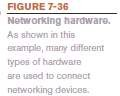 FIGURE 7-36
Networking hardware.
As shown in this
example, many different
types of hardware
are used to connect
networking devices.